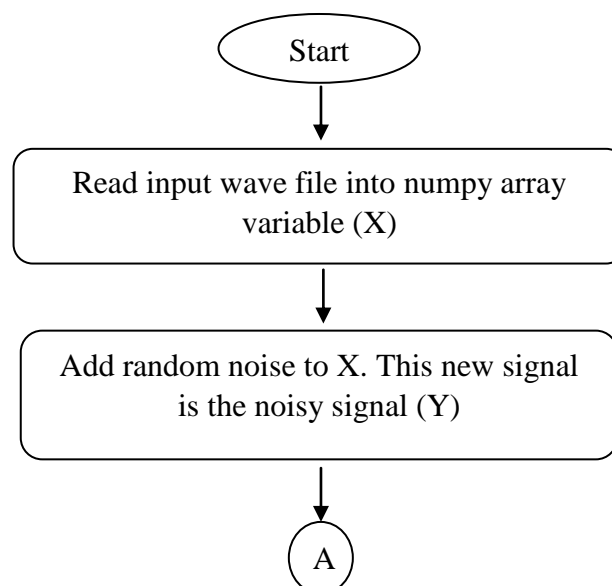 Start
Read input wave file into numpy array
variable (X)
Add random noise to X. This new signal
is the noisy signal (Y)
A